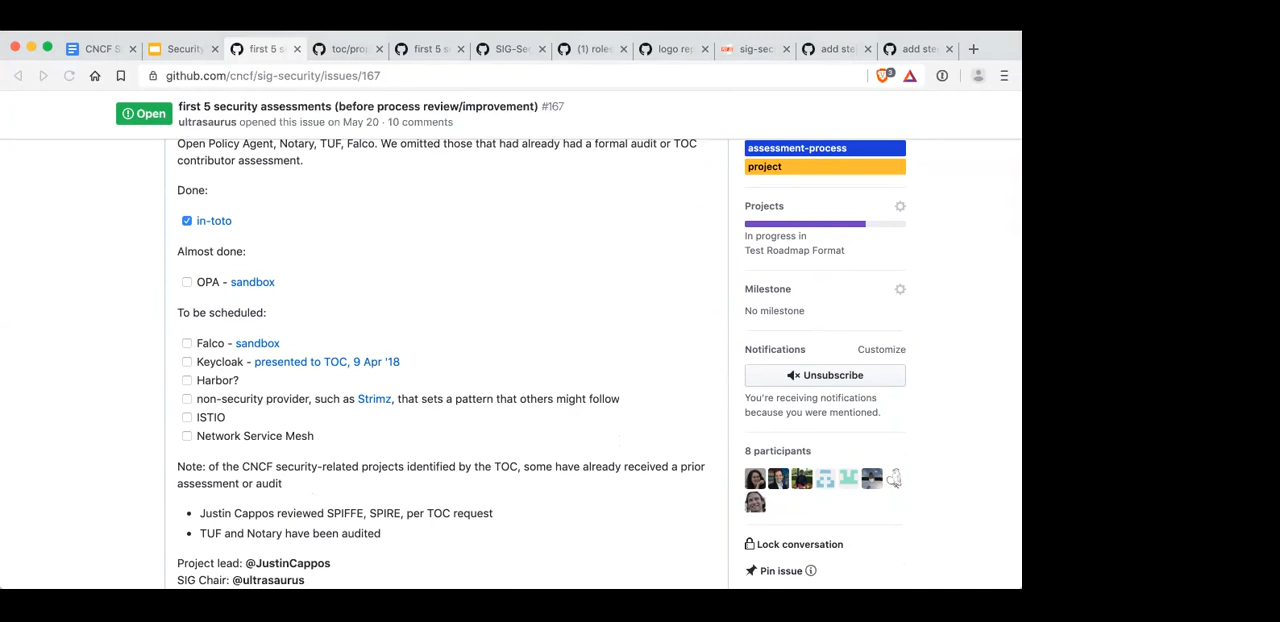 CNCF S
Security
first 5 s
toc/pro
first 5 s
SIG-Sec
(1) roles
logo rep
sig-sec
add ste
add ste
github.com/cncf/sig-security/issues/167
3
Open
first 5 security assessments (before process review/improvement) #167
ultrasaurus opened this issue on May 20 · 10 comments
Open Policy Agent, Notary, TUF, Falco. We omitted those that had already had a formal audit or TOC
contributor assessment.
Done:
in-toto
Almost done:
OPA - sandbox
To be scheduled:
Falco - sandbox
Keycloak - presented to TOC, 9 Apr '18
Harbor?
non-security provider, such as Strimz, that sets a pattern that others might follow
ISTIO
Network Service Mesh
Note: of the CNCF security-related projects identified by the TOC, some have already received a prior
assessment or audit
Justin Cappos reviewed SPIFFE, SPIRE, per TOC request
TUF and Notary have been audited
Project lead: @JustinCappos
SIG Chair: @ultrasaurus
assessment-process
project
Projects
In progress in
Test Roadmap Format
Milestone
No milestone
Notifications Customize
Unsubscribe
You're receiving notifications
because you were mentioned.
8 participants
Lock conversation
Pin issue